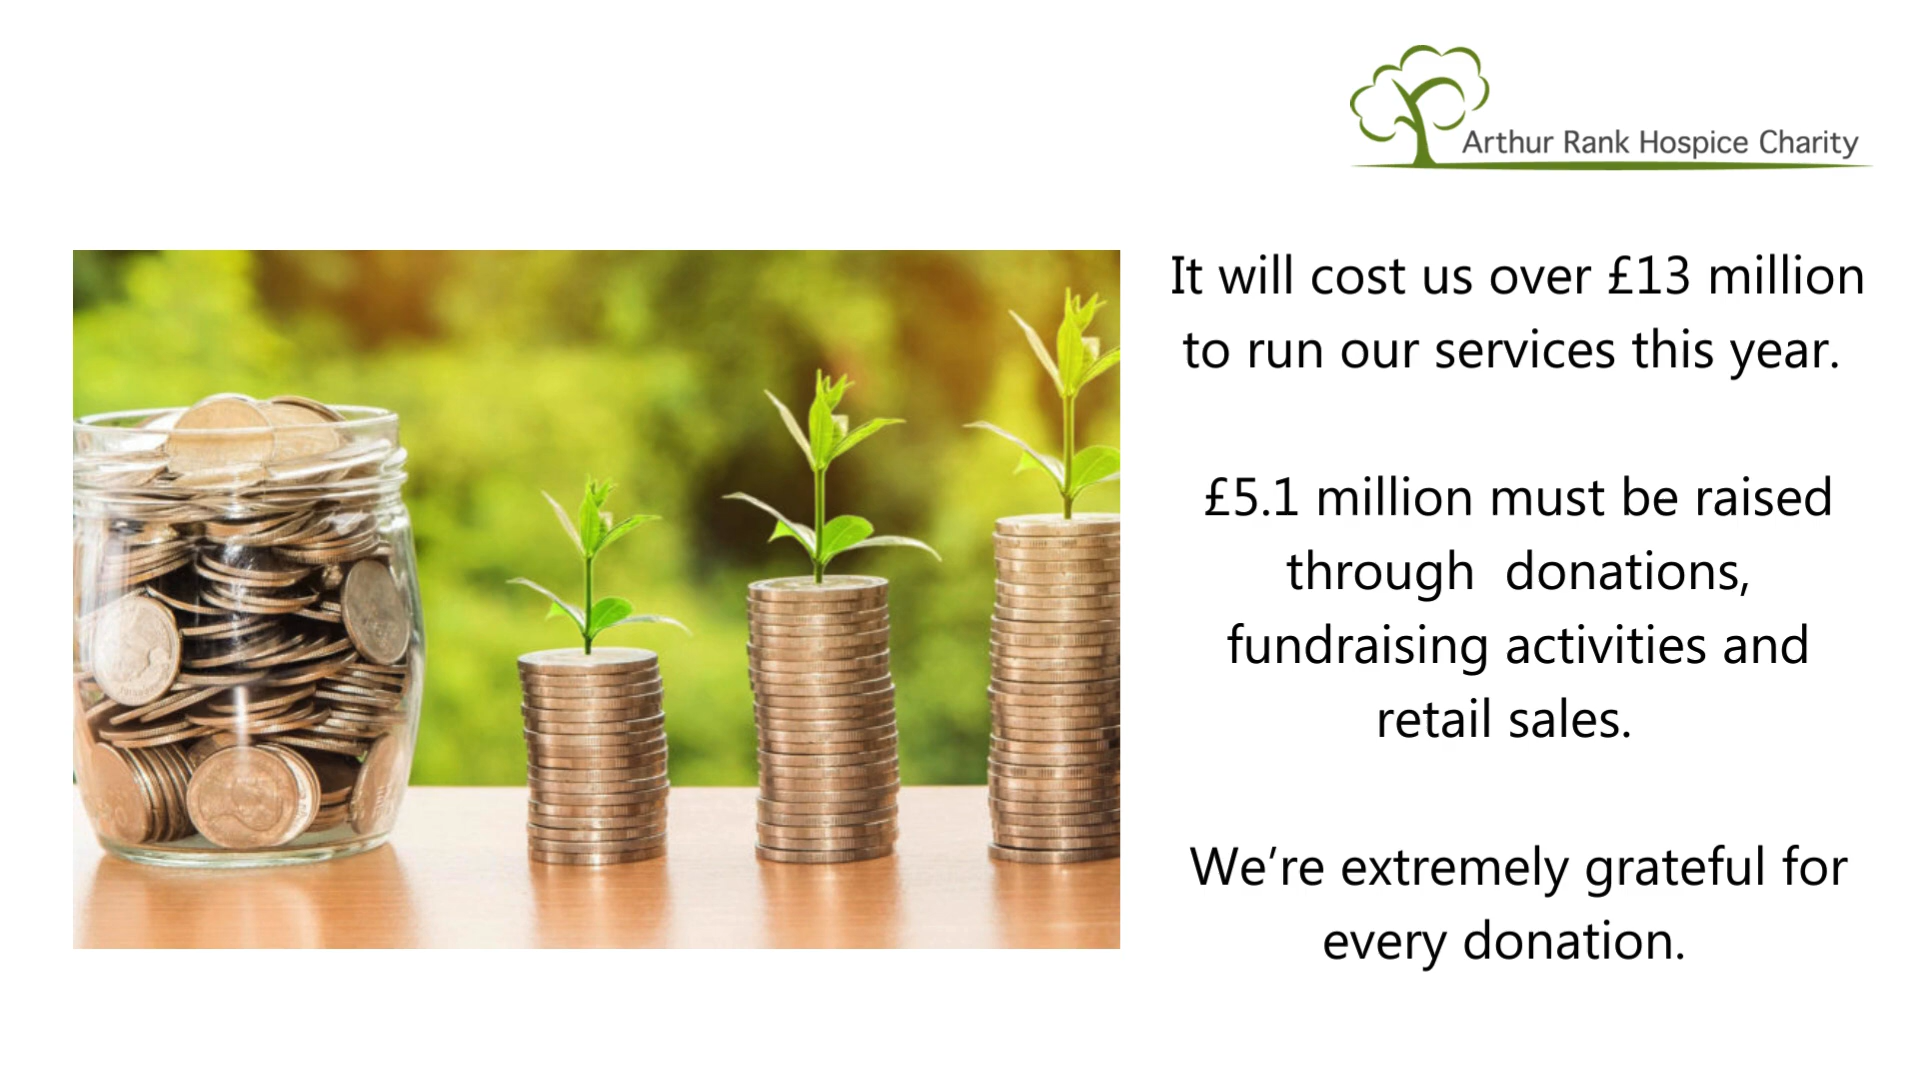 Arthur Rank Hospice Charity
It will cost us over £13 million
to run our services this year.
£5.1 million must be raised
through  donations,
fundraising activities and
retail sales.
We’re extremely grateful for
every donation.